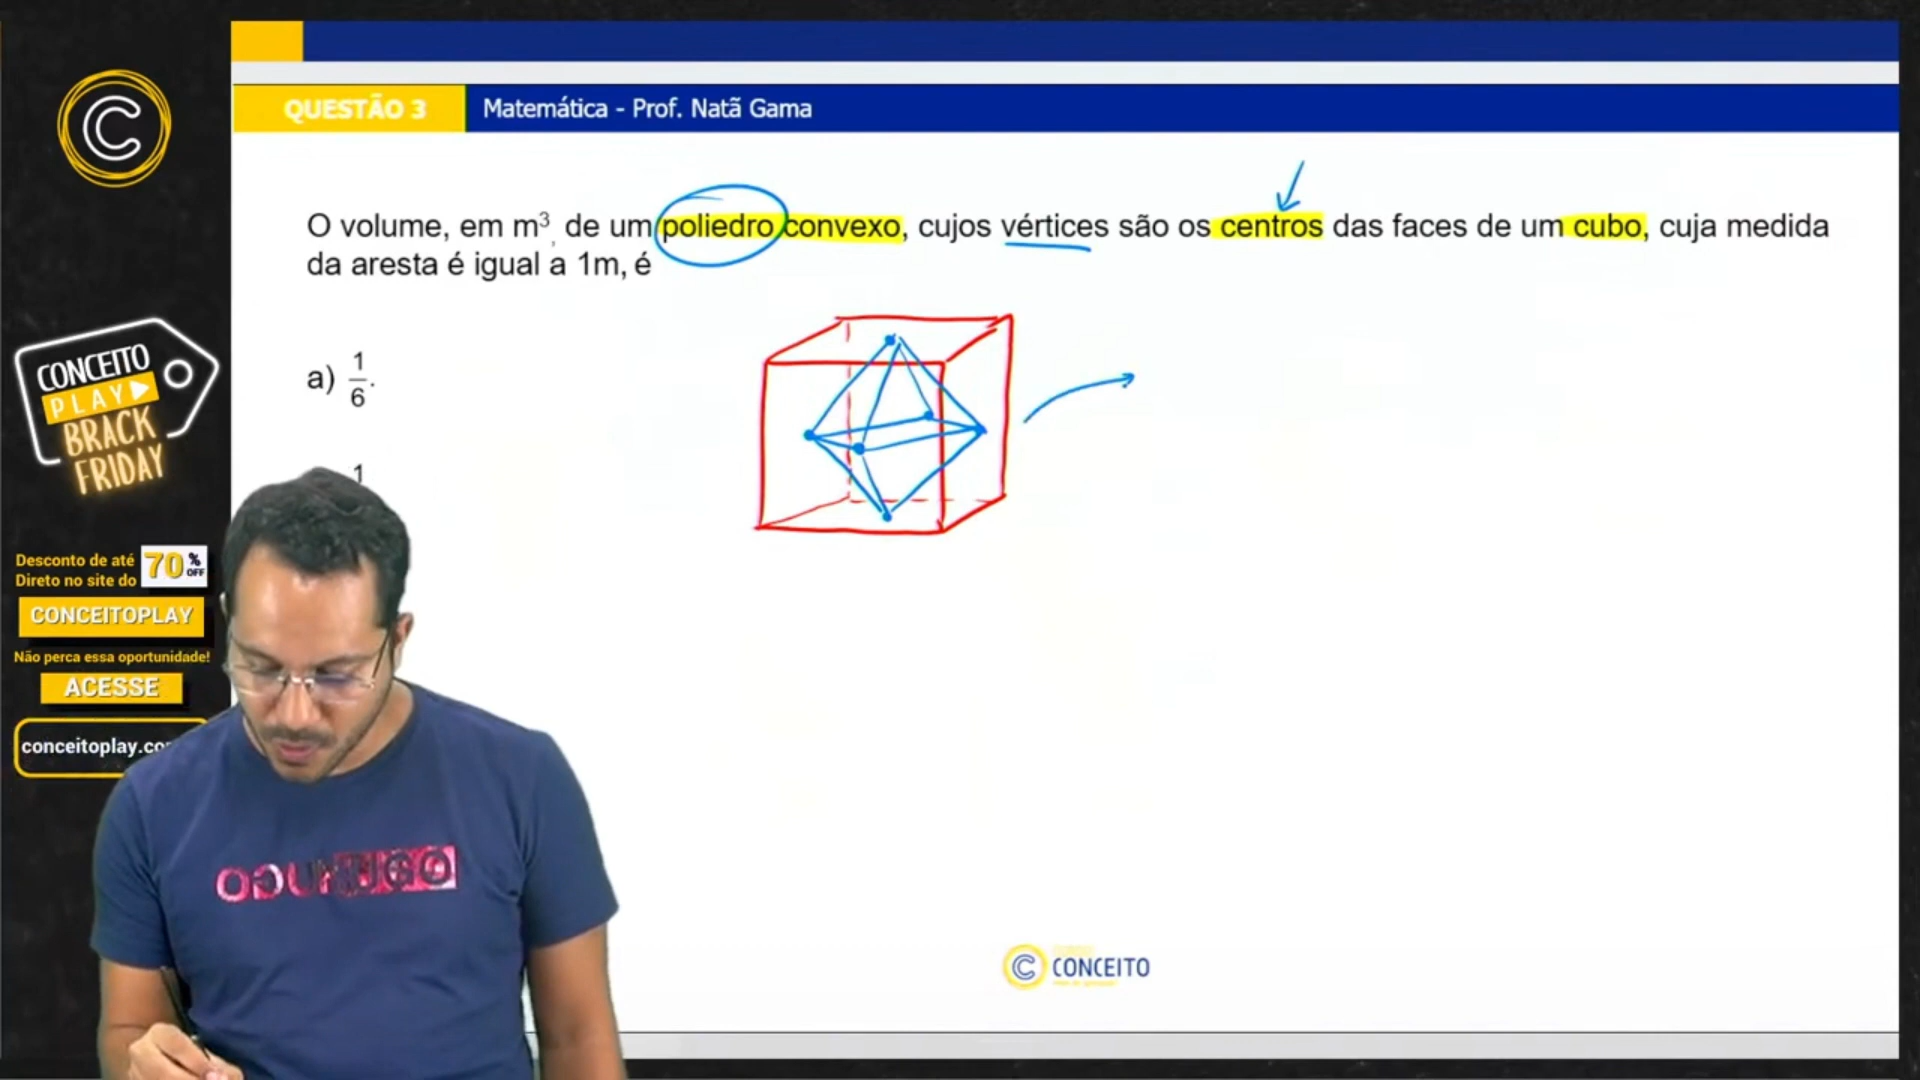 QUESTÃO 3
Matemática - Prof. Natã Gama
O volume, em m³, de um poliedro convexo, cujos vértices são os centros das faces de um cubo, cuja medida
da aresta é igual a 1m, é
a) 1/6.
1
C
CONCEITO
PLAY
BRACK
FRIDAY
Desconto de até 70% OFF
Direto no site do
CONCEITOPLAY
Não perca essa oportunidade!
ACESSE
conceitoplay.co
C CONCEITO